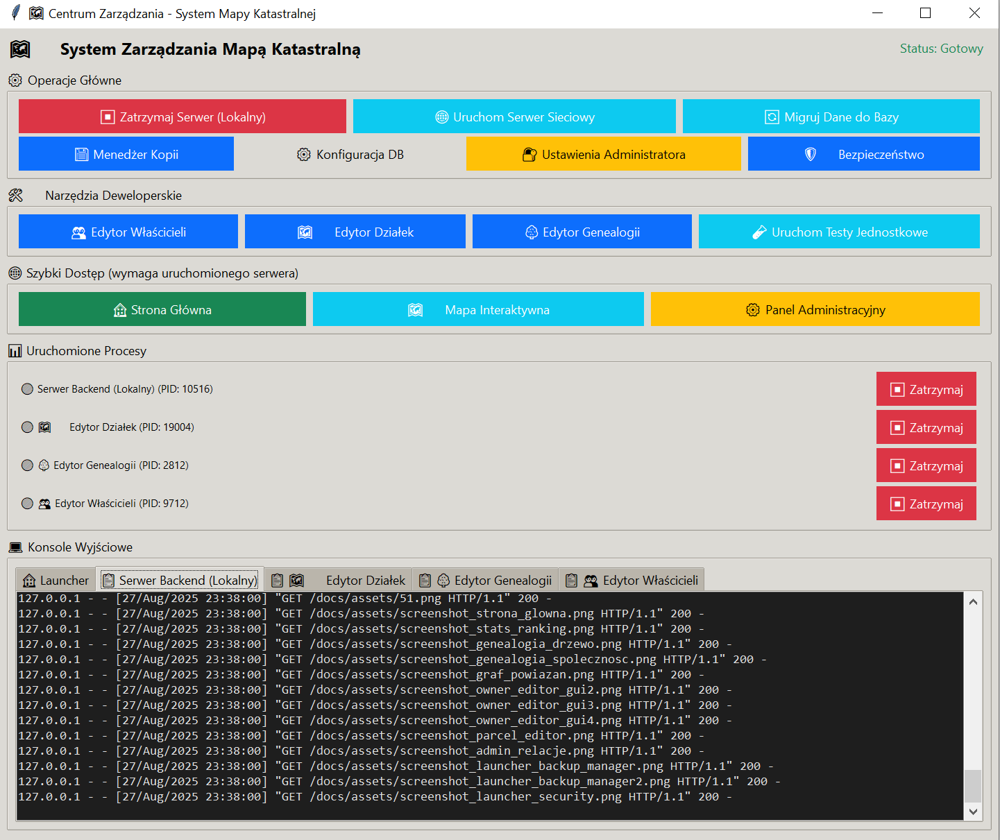 Centrum Zarządzania - System Mapy Katastralnej
System Zarządzania Mapą Katastralną
Status: Gotowy
Operacje Główne
Zatrzymaj Serwer (Lokalny)
Uruchom Serwer Sieciowy
Migruj Dane do Bazy
Menedżer Kopii
Konfiguracja DB
Ustawienia Administratora
Bezpieczeństwo
Narzędzia Deweloperskie
Edytor Właścicieli
Edytor Działek
Edytor Genealogii
Uruchom Testy Jednostkowe
Szybki Dostęp (wymaga uruchomionego serwera)
Strona Główna
Mapa Interaktywna
Panel Administracyjny
Uruchomione Procesy
Serwer Backend (Lokalny) (PID: 10516)
Zatrzymaj
Edytor Działek (PID: 19004)
Zatrzymaj
Edytor Genealogii (PID: 2812)
Zatrzymaj
Edytor Właścicieli (PID: 9712)
Zatrzymaj
Konsole Wyjściowe
Launcher
Serwer Backend (Lokalny)
Edytor Działek
Edytor Genealogii
Edytor Właścicieli
127.0.0.1 - - [27/Aug/2025 23:38:00] "GET /docs/assets/51.png HTTP/1.1" 200 -
127.0.0.1 - - [27/Aug/2025 23:38:00] "GET /docs/assets/screenshot_strona_glowna.png HTTP/1.1" 200 -
127.0.0.1 - - [27/Aug/2025 23:38:00] "GET /docs/assets/screenshot_stats_ranking.png HTTP/1.1" 200 -
127.0.0.1 - - [27/Aug/2025 23:38:00] "GET /docs/assets/screenshot_genealogia_drzewo.png HTTP/1.1" 200 -
127.0.0.1 - - [27/Aug/2025 23:38:00] "GET /docs/assets/screenshot_genealogia_spolecznosc.png HTTP/1.1" 200 -
127.0.0.1 - - [27/Aug/2025 23:38:00] "GET /docs/assets/screenshot_graf_powiazan.png HTTP/1.1" 200 -
127.0.0.1 - - [27/Aug/2025 23:38:00] "GET /docs/assets/screenshot_owner_editor_gui2.png HTTP/1.1" 200 -
127.0.0.1 - - [27/Aug/2025 23:38:00] "GET /docs/assets/screenshot_owner_editor_gui3.png HTTP/1.1" 200 -
127.0.0.1 - - [27/Aug/2025 23:38:00] "GET /docs/assets/screenshot_owner_editor_gui4.png HTTP/1.1" 200 -
127.0.0.1 - - [27/Aug/2025 23:38:00] "GET /docs/assets/screenshot_parcel_editor.png HTTP/1.1" 200 -
127.0.0.1 - - [27/Aug/2025 23:38:00] "GET /docs/assets/screenshot_admin_relacje.png HTTP/1.1" 200 -
127.0.0.1 - - [27/Aug/2025 23:38:00] "GET /docs/assets/screenshot_launcher_backup_manager.png HTTP/1.1" 200 -
127.0.0.1 - - [27/Aug/2025 23:38:00] "GET /docs/assets/screenshot_launcher_backup_manager2.png HTTP/1.1" 200 -
127.0.0.1 - - [27/Aug/2025 23:38:00] "GET /docs/assets/screenshot_launcher_security.png HTTP/1.1" 200 -